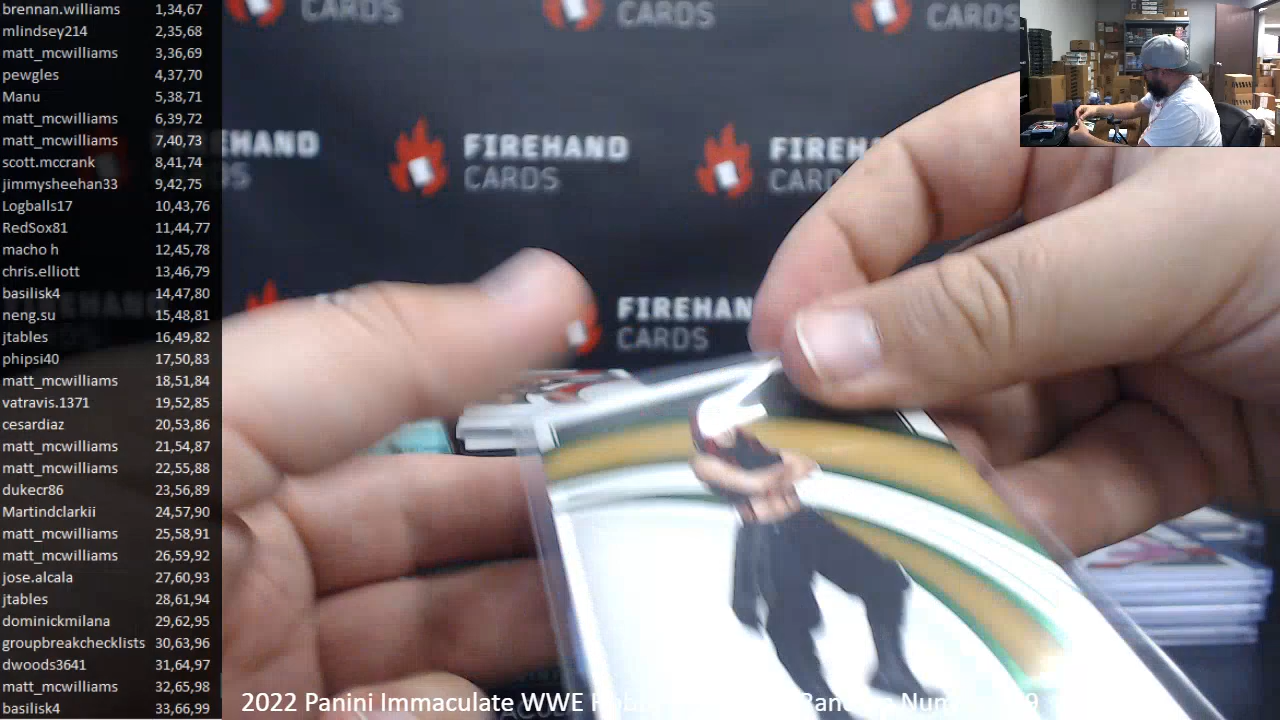 brennan.williams 1,34,67
mlindsey214 2,35,68
matt_mcwilliams 3,36,69
pewgles 4,37,70
Manu 5,38,71
matt_mcwilliams 6,39,72
matt_mcwilliams 7,40,73
scott.mccrank 8,41,74
jimmysheehan33 9,42,75
Logballs17 10,43,76
RedSox81 11,44,77
macho h 12,45,78
chris.elliott 13,46,79
basilisk4 14,47,80
neng.su 15,48,81
jtables 16,49,82
phipsi40 17,50,83
matt_mcwilliams 18,51,84
vatravis.1371 19,52,85
cesardiaz 20,53,86
matt_mcwilliams 21,54,87
matt_mcwilliams 22,55,88
dukecr86 23,56,89
Martindclarkii 24,57,90
matt_mcwilliams 25,58,91
matt_mcwilliams 26,59,92
jose.alcala 27,60,93
jtables 28,61,94
dominickmilana 29,62,95
groupbreakchecklists 30,63,96
dwoods3641 31,64,97
matt_mcwilliams 32,65,98
basilisk4 33,66,99
CARDS
CARDS
CARDS
FIREHAND
CARDS
FIREHAND
CARDS
2022 Panini Immaculate WWE